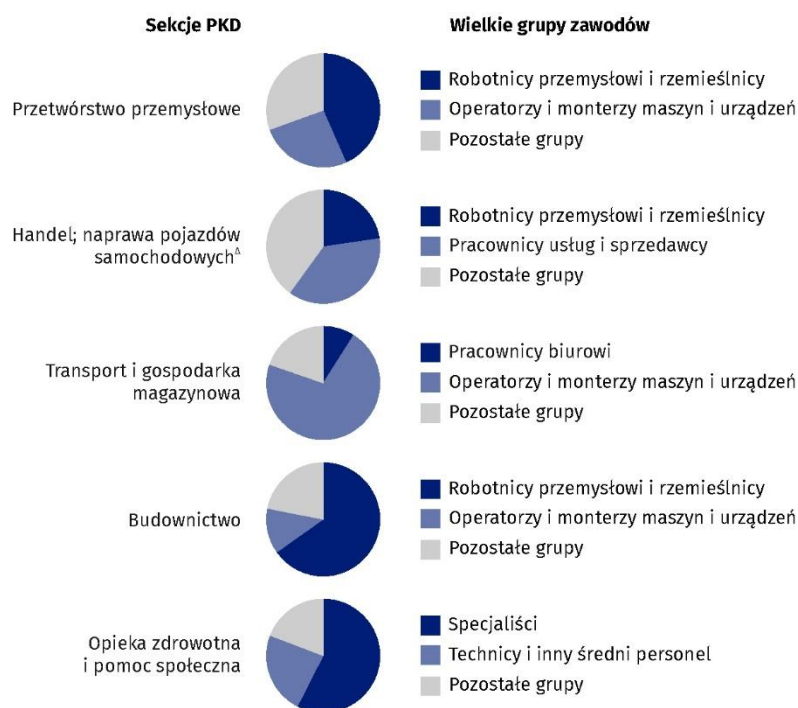 Sekcje PKD
Wielkie grupy zawodów
Przetwórstwo przemysłowe
Robotnicy przemysłowi i rzemieślnicy
Operatorzy i monterzy maszyn i urządzeń
Pozostałe grupy
Handel; naprawa pojazdów
samochodowych^Δ
Robotnicy przemysłowi i rzemieślnicy
Pracownicy usług i sprzedawcy
Pozostałe grupy
Transport i gospodarka
magazynowa
Pracownicy biurowi
Operatorzy i monterzy maszyn i urządzeń
Pozostałe grupy
Budownictwo
Robotnicy przemysłowi i rzemieślnicy
Operatorzy i monterzy maszyn i urządzeń
Pozostałe grupy
Opieka zdrowotna
i pomoc społeczna
Specjaliści
Technicy i inny średni personel
Pozostałe grupy